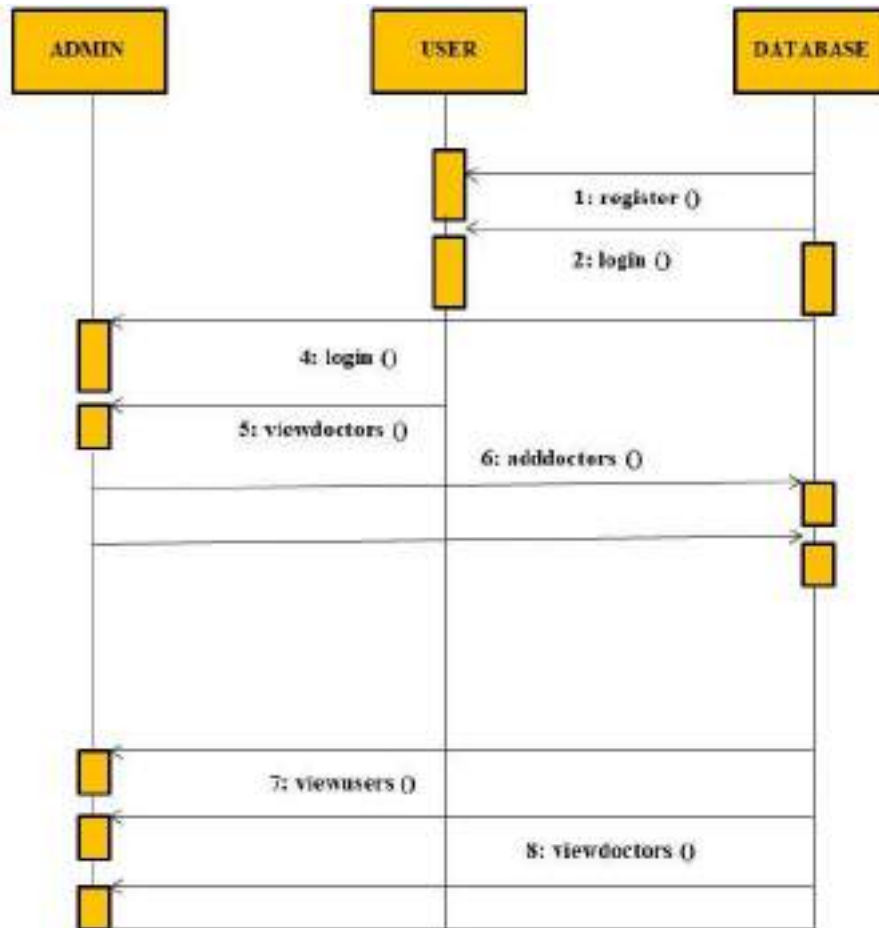 ADMIN
USER
DATABASE
1: register ()
2: login ()
4: login ()
5: viewdoctors ()
6: adddoctors ()
7: viewusers ()
8: viewdoctors ()